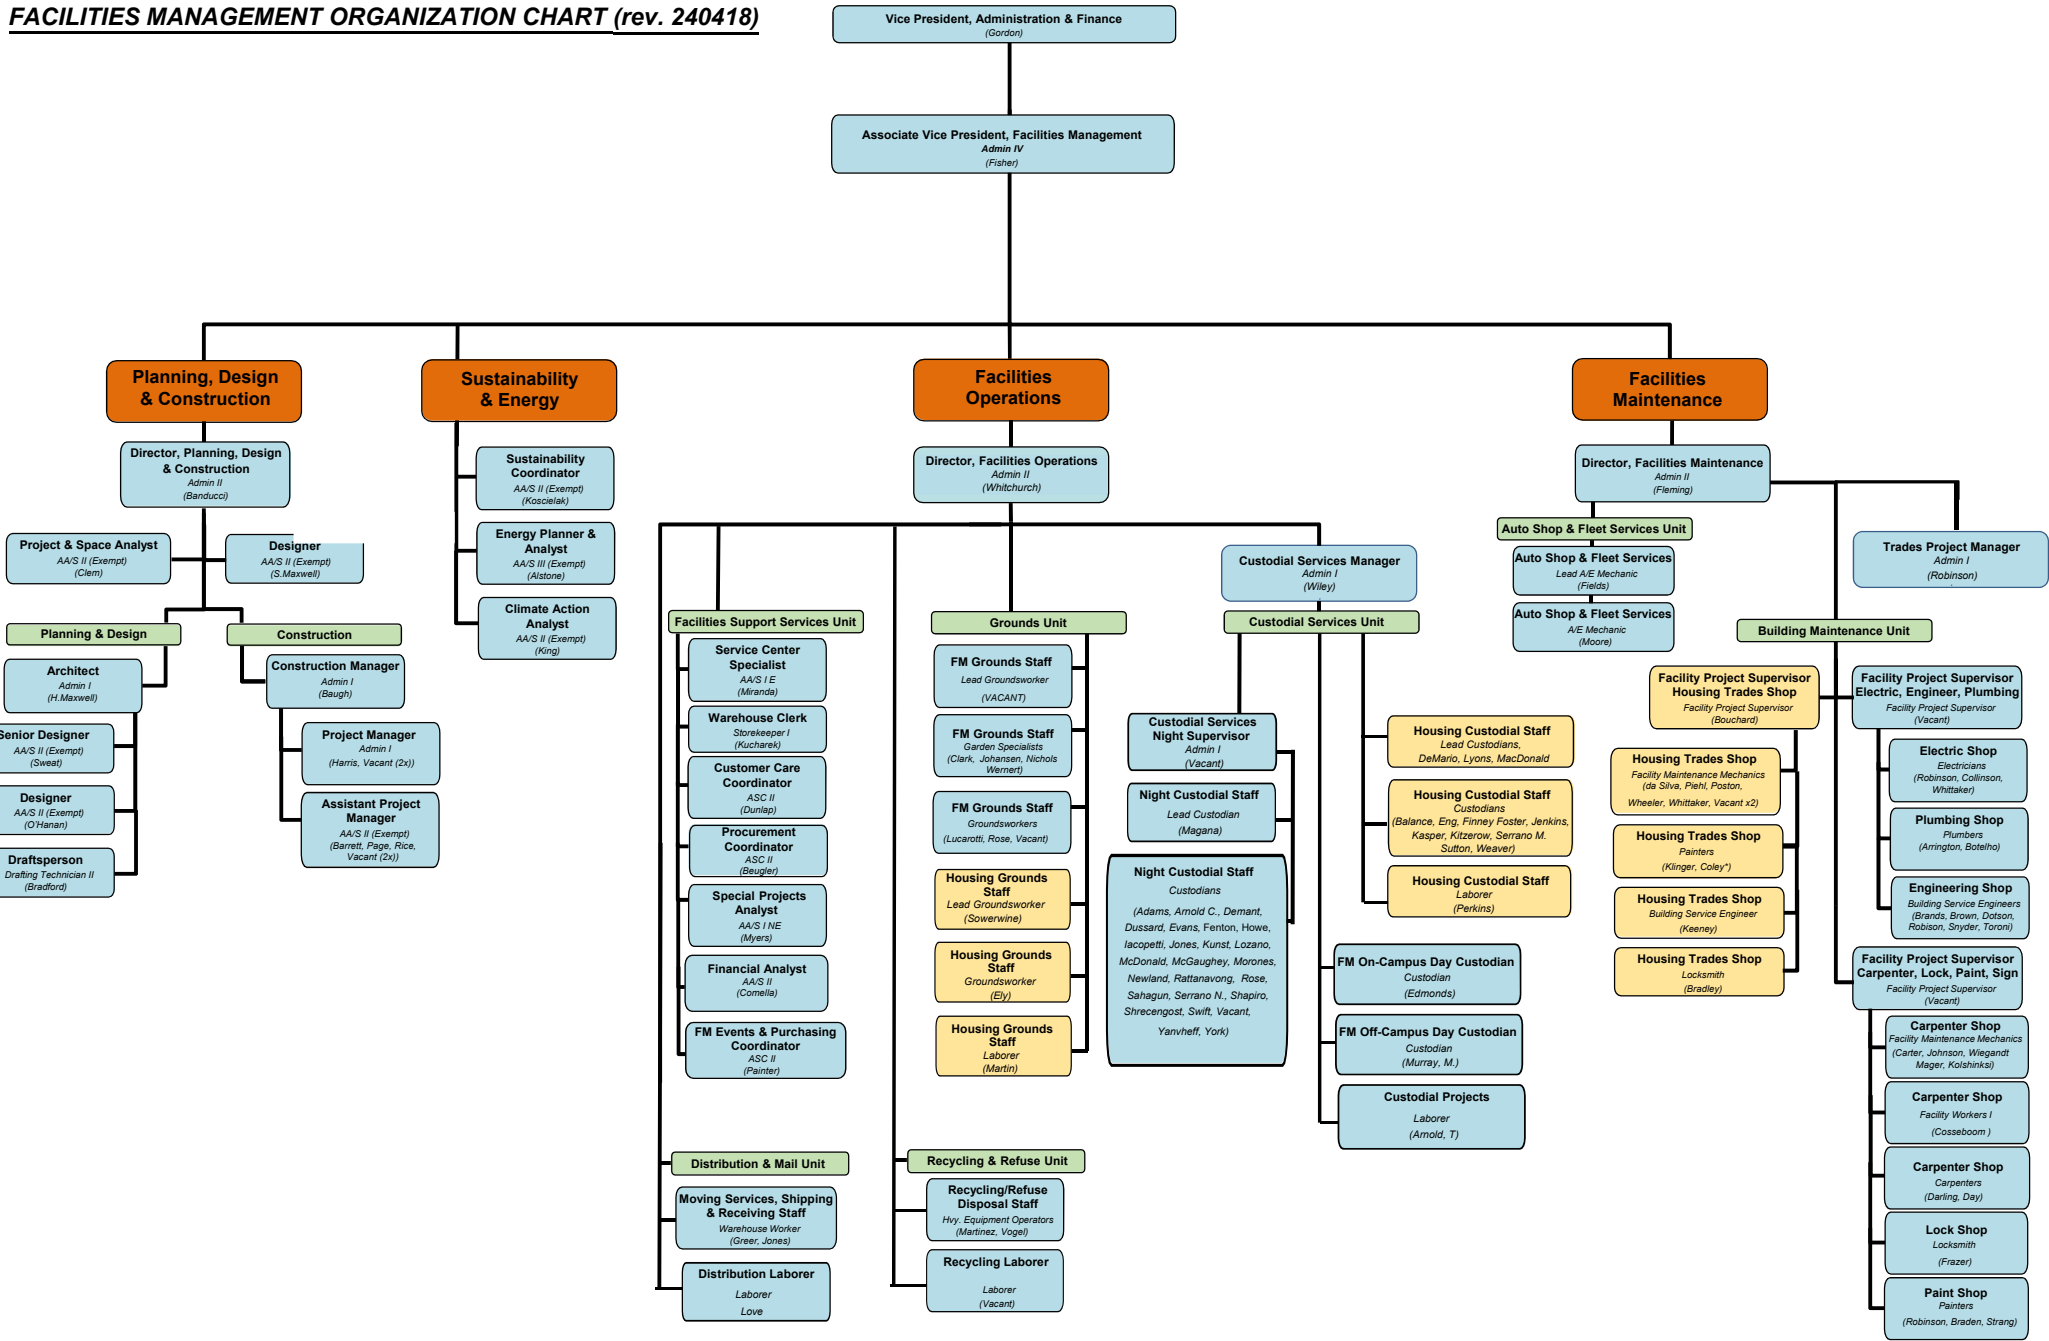 FACILITIES MANAGEMENT ORGANIZATION CHART (rev. 240418)
Vice President, Administration & Finance
(Gordon)
Associate Vice President, Facilities Management
Admin IV
(Fisher)
Planning, Design
& Construction
Director, Planning, Design
& Construction
Admin II
(Banducci)
Project & Space Analyst
AA/S II (Exempt)
(Clem)
Designer
AA/S II (Exempt)
(S.Maxwell)
Planning & Design
Architect
Admin I
(H.Maxwell)
Senior Designer
AA/S II (Exempt)
(Sweat)
Designer
AA/S II (Exempt)
(O'Hanan)
Draftsperson
Drafting Technician II
(Bradford)
Construction
Construction Manager
Admin I
(Baugh)
Project Manager
Admin I
(Harris, Vacant (2x))
Assistant Project
Manager
AA/S II (Exempt)
(Barrett, Page, Rice,
Vacant (2x))
Sustainability
& Energy
Sustainability
Coordinator
AA/S II (Exempt)
(Koscielak)
Energy Planner &
Analyst
AA/S III (Exempt)
(Alstone)
Climate Action
Analyst
AA/S II (Exempt)
(King)
Facilities
Operations
Director, Facilities Operations
Admin II
(Whitchurch)
Facilities Support Services Unit
Service Center
Specialist
AA/S I E
(Miranda)
Warehouse Clerk
Storekeeper I
(Kucharek)
Customer Care
Coordinator
ASC II
(Dunlap)
Procurement
Coordinator
ASC II
(Beugler)
Special Projects
Analyst
AA/S I NE
(Myers)
Financial Analyst
AA/S II
(Comella)
FM Events & Purchasing
Coordinator
ASC II
(Painter)
Distribution & Mail Unit
Moving Services, Shipping
& Receiving Staff
Warehouse Worker
(Greer, Jones)
Distribution Laborer
Laborer
Love
Grounds Unit
FM Grounds Staff
Lead Groundsworker
(VACANT)
FM Grounds Staff
Garden Specialists
(Clark, Johansen, Nichols
Wernert)
FM Grounds Staff
Groundsworkers
(Lucarotti, Rose, Vacant)
Housing Grounds
Staff
Lead Groundsworker
(Sowerwine)
Housing Grounds
Staff
Groundsworker
(Ely)
Housing Grounds
Staff
Laborer
(Martin)
Recycling & Refuse Unit
Recycling/Refuse
Disposal Staff
Hvy. Equipment Operators
(Martinez, Vogel)
Recycling Laborer
Laborer
(Vacant)
Custodial Services Manager
Admin I
(Wiley)
Custodial Services Unit
Custodial Services
Night Supervisor
Admin I
(Vacant)
Night Custodial Staff
Lead Custodian
(Magana)
Night Custodial Staff
Custodians
(Adams, Arnold C., Demant,
Dussard, Evans, Fenton, Howe,
Iacopetti, Jones, Kunst, Lozano,
McDonald, McGaughey, Morones,
Newland, Rattanavong, Rose,
Sahagun, Serrano N., Shapiro,
Shrecengost, Swift, Vacant,
Yanvheff, York)
Housing Custodial Staff
Lead Custodians,
DeMario, Lyons, MacDonald
Housing Custodial Staff
Custodians
(Balance, Eng, Finney Foster, Jenkins,
Kasper, Kitzerow, Serrano M.
Sutton, Weaver)
Housing Custodial Staff
Laborer
(Perkins)
FM On-Campus Day Custodian
Custodian
(Edmonds)
FM Off-Campus Day Custodian
Custodian
(Murray, M.)
Custodial Projects
Laborer
(Arnold, T)
Facilities
Maintenance
Director, Facilities Maintenance
Admin II
(Fleming)
Auto Shop & Fleet Services Unit
Auto Shop & Fleet Services
Lead A/E Mechanic
(Fields)
Auto Shop & Fleet Services
A/E Mechanic
(Moore)
Trades Project Manager
Admin I
(Robinson)
Building Maintenance Unit
Facility Project Supervisor
Housing Trades Shop
Facility Project Supervisor
(Bouchard)
Housing Trades Shop
Facility Maintenance Mechanics
(da Silva, Piehl, Poston,
Wheeler, Whittaker, Vacant x2)
Housing Trades Shop
Painters
(Klinger, Coley*)
Housing Trades Shop
Building Service Engineer
(Keeney)
Housing Trades Shop
Locksmith
(Bradley)
Facility Project Supervisor
Electric, Engineer, Plumbing
Facility Project Supervisor
(Vacant)
Electric Shop
Electricians
(Robinson, Collinson,
Whittaker)
Plumbing Shop
Plumbers
(Arrington, Botelho)
Engineering Shop
Building Service Engineers
(Brands, Brown, Dotson,
Robison, Snyder, Toroni)
Facility Project Supervisor
Carpenter, Lock, Paint, Sign
Facility Project Supervisor
(Vacant)
Carpenter Shop
Facility Maintenance Mechanics
(Carter, Johnson, Wiegandt
Mager, Kolshinksi)
Carpenter Shop
Facility Workers I
(Cosseboom )
Carpenter Shop
Carpenters
(Darling, Day)
Lock Shop
Locksmith
(Frazer)
Paint Shop
Painters
(Robinson, Braden, Strang)